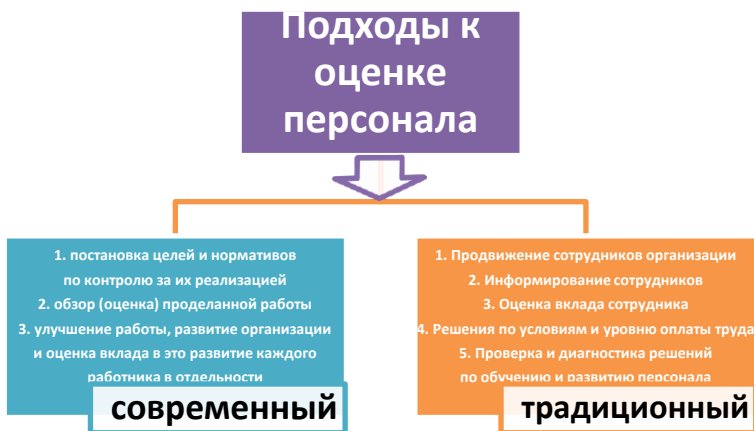 Подходы к
оценке
персонала
1. постановка целей и нормативов
по контролю за их реализацией
2. обзор (оценка) проделанной работы
3. улучшение работы, развитие организации
и оценка вклада в это развитие каждого
работника в отдельности
современный
1. Продвижение сотрудников организации
2. Информирование сотрудников
3. Оценка вклада сотрудника
4. Решения по условиям и уровню оплаты труда
5. Проверка и диагностика решений
по обучению и развитию персонала
традиционный